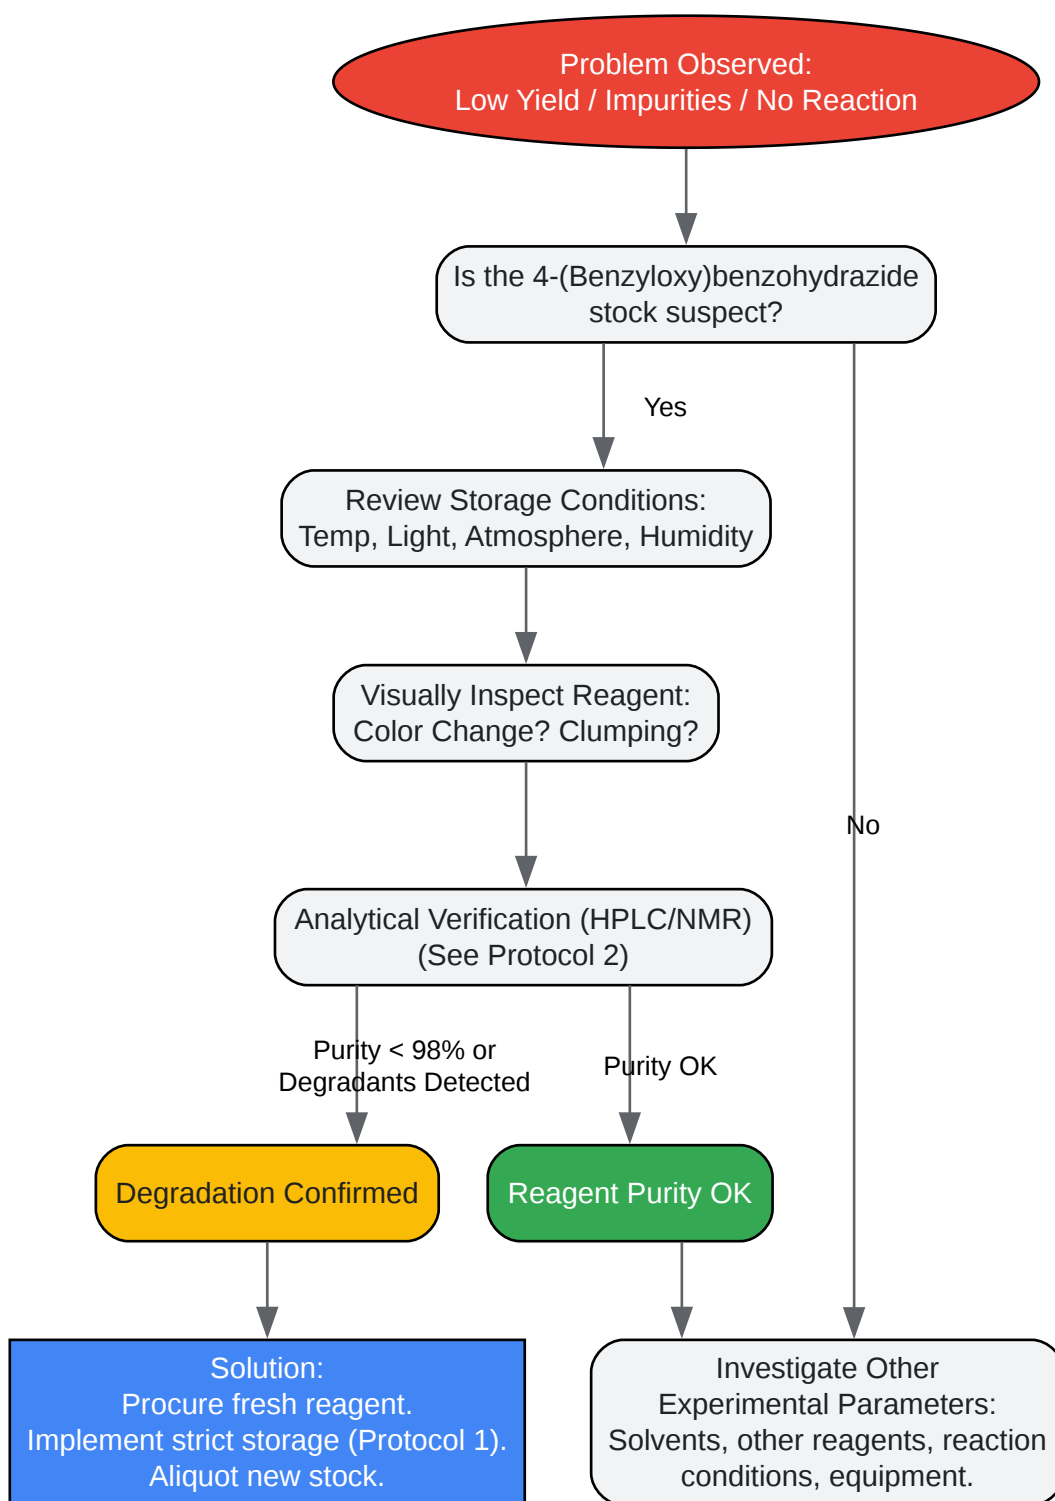 Problem Observed:
Low Yield / Impurities / No Reaction
Is the 4-(Benzyloxy)benzohydrazide
stock suspect?
Yes
Review Storage Conditions:
Temp, Light, Atmosphere, Humidity
Visually Inspect Reagent:
Color Change? Clumping?
No
Analytical Verification (HPLC/NMR)
(See Protocol 2)
Purity < 98% or
Degradants Detected
Purity OK
Degradation Confirmed
Reagent Purity OK
Solution:
Procure fresh reagent.
Implement strict storage (Protocol 1).
Aliquot new stock.
Investigate Other
Experimental Parameters:
Solvents, other reagents, reaction
conditions, equipment.